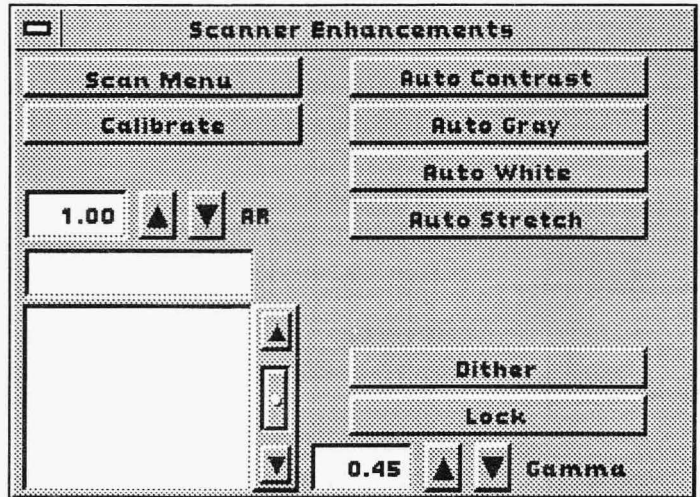 Scanner Enhancements
Scan Menu
Auto Contrast
Calibrate
Auto Gray
Auto White
1.00 AR
Auto Stretch
Dither
Lock
0.45 Gamma